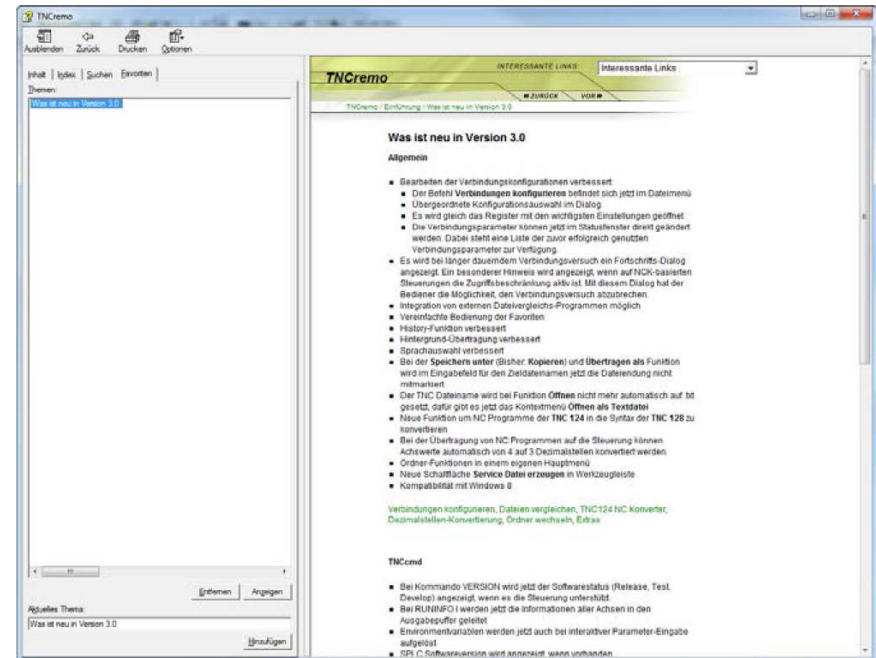 TNCremo
Ausblenden Zurück Drucken Optionen
Inhalt Index Suchen Favoriten
Themen:
Was ist neu in Version 3.0
Entfernen Anzeigen
Aktuelles Thema:
Was ist neu in Version 3.0
Hinzufügen
INTERESSANTE LINKS: Interessante Links
TNCremo
ZURÜCK VOR
TNCremo / Einführung / Was ist neu in Version 3.0
Was ist neu in Version 3.0
Allgemein
Bearbeiten der Verbindungskonfigurationen verbessert:
Der Befehl Verbindungen konfigurieren befindet sich jetzt im Dateimenü
Übergeordnete Konfigurationsauswahl im Dialog
Es wird gleich das Register mit den wichtigsten Einstellungen geöffnet
Die Verbindungsparameter können jetzt im Statusfenster direkt geändert
werden. Dabei steht eine Liste der zuvor erfolgreich genutzten
Verbindungsparameter zur Verfügung.
Es wird bei länger dauerndem Verbindungsversuch ein Fortschritts-Dialog
angezeigt. Ein besonderer Hinweis wird angezeigt, wenn auf NCK-basierten
Steuerungen die Zugriffsbeschränkung aktiv ist. Mit diesem Dialog hat der
Bediener die Möglichkeit, den Verbindungsversuch abzubrechen.
Integration von externen Dateivergleichs-Programmen möglich
Vereinfachte Bedienung der Favoriten
History-Funktion verbessert
Hintergrund-Übertragung verbessert
Sprachauswahl verbessert
Bei der Speichern unter (Bisher: Kopieren) und Übertragen als Funktion
wird im Eingabefeld für den Zieldateinamen jetzt die Dateiendung nicht
mitmarkiert
Der TNC Dateiname wird bei Funktion Öffnen nicht mehr automatisch auf .txt
gesetzt, dafür gibt es jetzt das Kontextmenü Öffnen als Textdatei
Neue Funktion um NC Programme der TNC 124 in die Syntax der TNC 128 zu
konvertieren
Bei der Übertragung von NC Programmen auf die Steuerung können
Achswerte automatisch von 4 auf 3 Dezimalstellen konvertiert werden.
Ordner-Funktionen in einem eigenen Hauptmenü
Neue Schaltfläche Service Datei erzeugen in Werkzeugleiste
Kompatibilität mit Windows 8
Verbindungen konfigurieren, Dateien vergleichen, TNC124 NC Konverter,
Dezimalstellen-Konvertierung, Ordner wechseln, Extras
TNCcmd
Bei Kommando VERSION wird jetzt der Softwarestatus (Release, Test,
Develop) angezeigt, wenn es die Steuerung unterstützt.
Bei RUNINFO I werden jetzt die Informationen aller Achsen in den
Ausgabepuffer geleitet
Environmentvariablen werden jetzt auch bei interaktiver Parameter-Eingabe
aufgelöst
SPLC Softwareversion wird angezeigt, wenn vorhanden